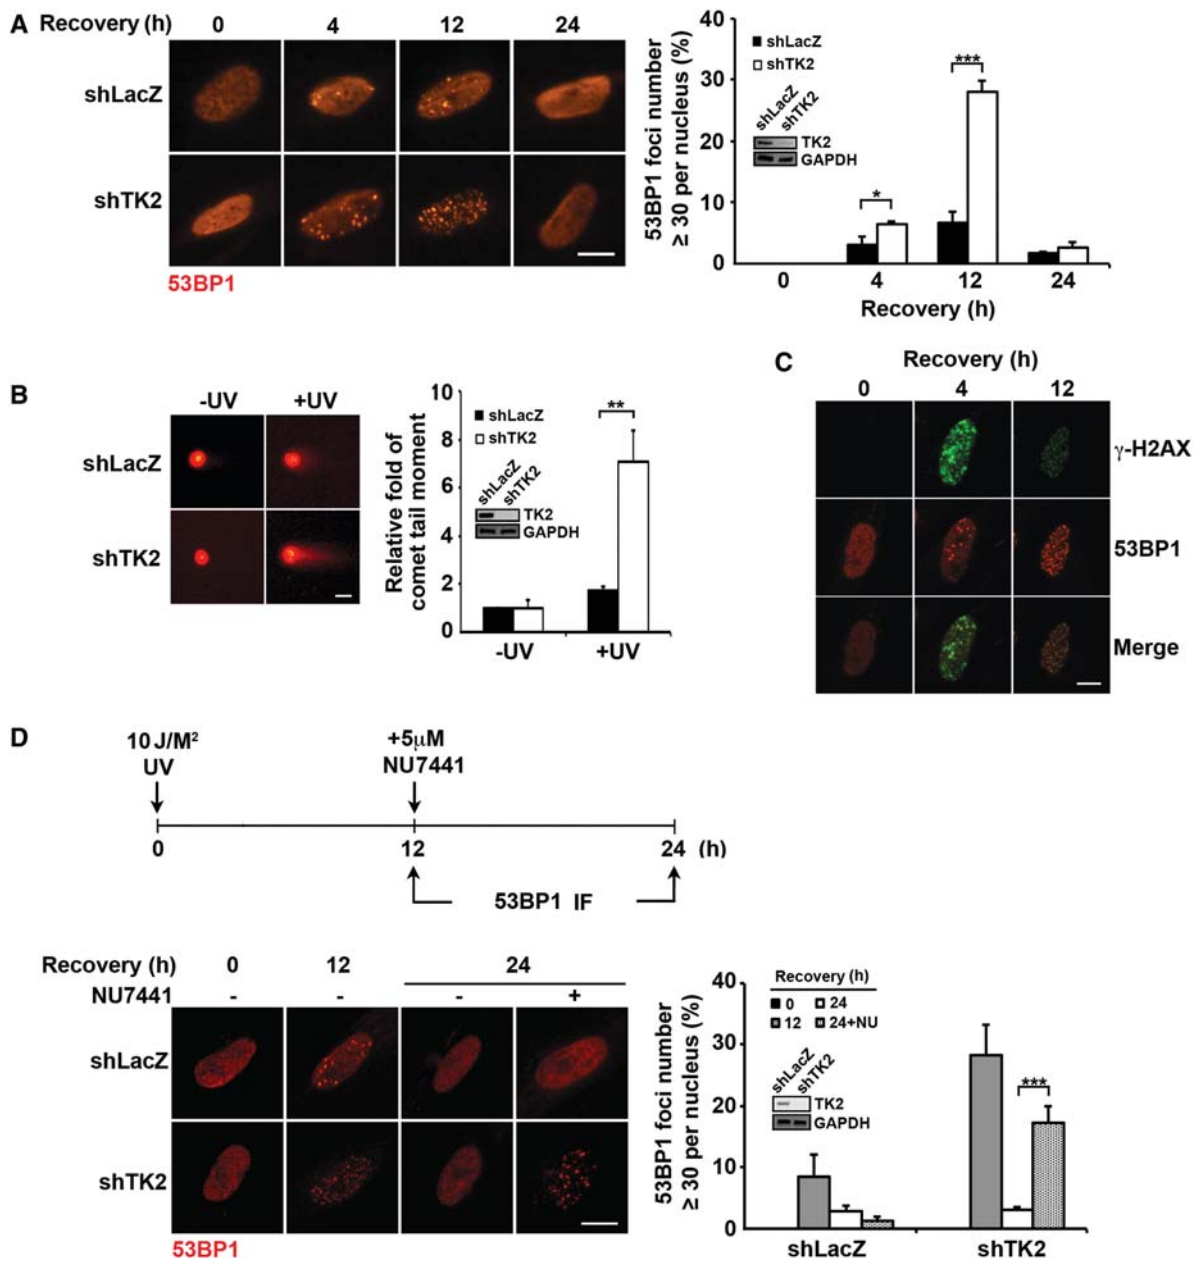 A
Recovery (h)
0
4
12
24
shLacZ
shTK2
53BP1
53BP1 foci number
≥ 30 per nucleus (%)
40
30
20
10
0
shLacZ
shTK2
shLacZ
shTK2
TK2
GAPDH
*
***
0
4
12
24
Recovery (h)
B
-UV
+UV
shLacZ
shTK2
Relative fold of
comet tail moment
10
8
6
4
2
0
shLacZ
shTK2
shLacZ
shTK2
TK2
GAPDH
**
-UV
+UV
C
Recovery (h)
0
4
12
γ-H2AX
53BP1
Merge
D
10 J/M²
UV
+5μM
NU7441
0
12
24
(h)
53BP1 IF
Recovery (h)
0
12
24
NU7441
-
-
-
+
shLacZ
shTK2
53BP1
53BP1 foci number
≥ 30 per nucleus (%)
40
30
20
10
0
Recovery (h)
0
24
12
24+NU
shLacZ
shTK2
TK2
GAPDH
***
shLacZ
shTK2